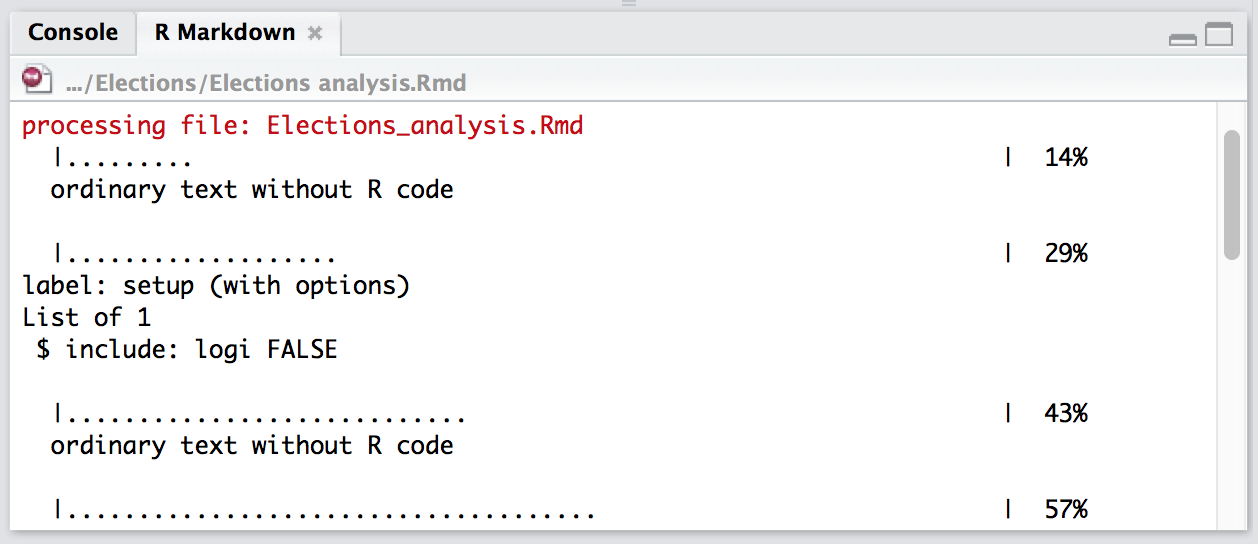 Console R Markdown
.../Elections/Elections analysis.Rmd
processing file: Elections_analysis.Rmd
|......... | 14%
ordinary text without R code
|................... | 29%
label: setup (with options)
List of 1
$ include: logi FALSE
|............................ | 43%
ordinary text without R code
|..................................... | 57%